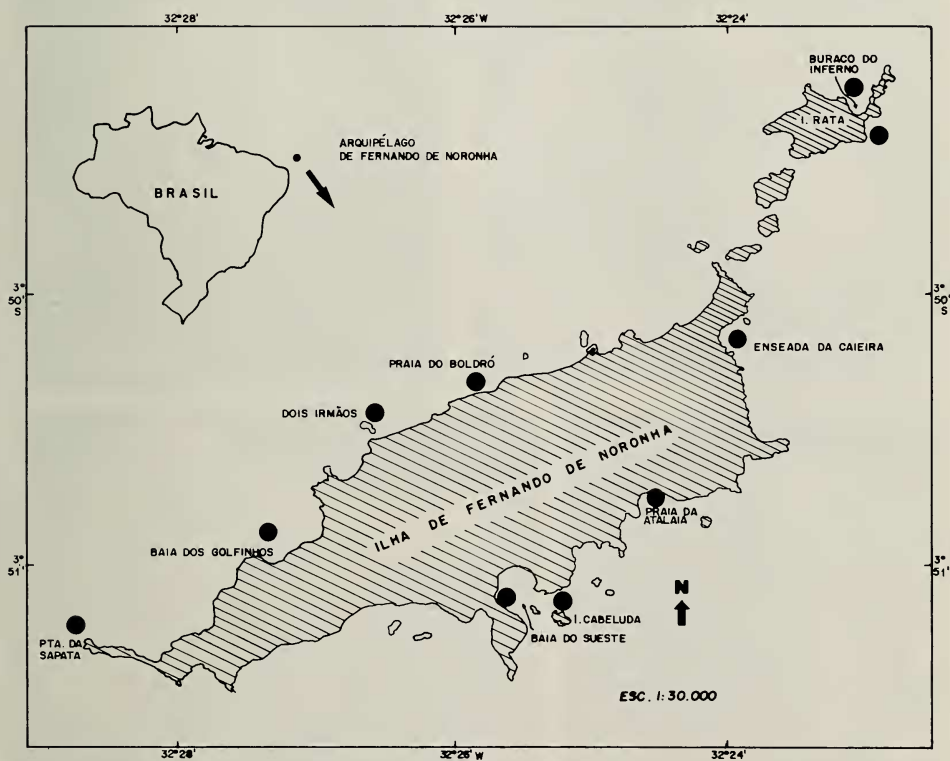 32°28'
32°26'W
32°24'
BURACO DO
INFERNO
I. RATA
ARQUIPÉLAGO
DE FERNANDO DE NORONHA
BRASIL
3°
50'
S
3°
50'
S
ENSEADA DA CAIEIRA
PRAIA DO BOLDRÓ
DOIS IRMÃOS
ILHA DE FERNANDO DE NORONHA
PRAIA DA
ATALAIA
BAIA DOS GOLFINHOS
3°
51'
3°
51'
N
I. CABELUDA
BAIA DO SUESTE
PTA. DA
SAPATA
ESC. 1:30.000
32°28'
32°26'W
32°24'